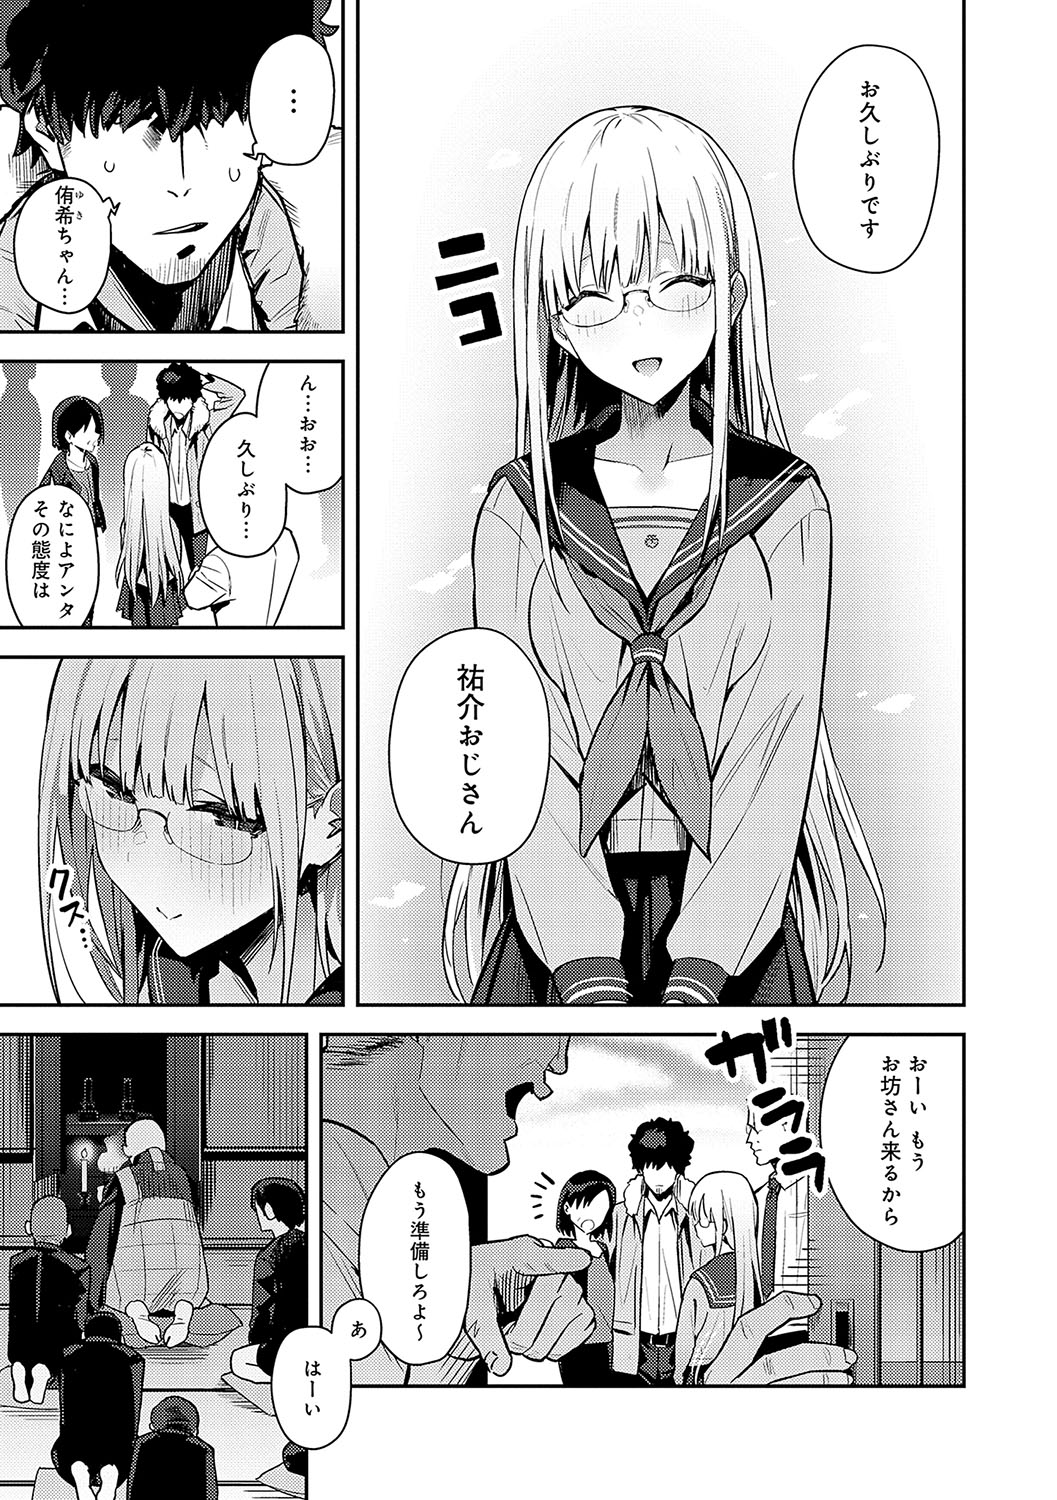 お久しぶりです
ニコ
祐介おじさん
…
侑希ちゃん…
ゆき
ん…おお…
久しぶり…
なによアンタ
その態度は
クス…
おーい もう
お坊さん来るから
ガラララ
もう準備しろよ〜
あ
はーい